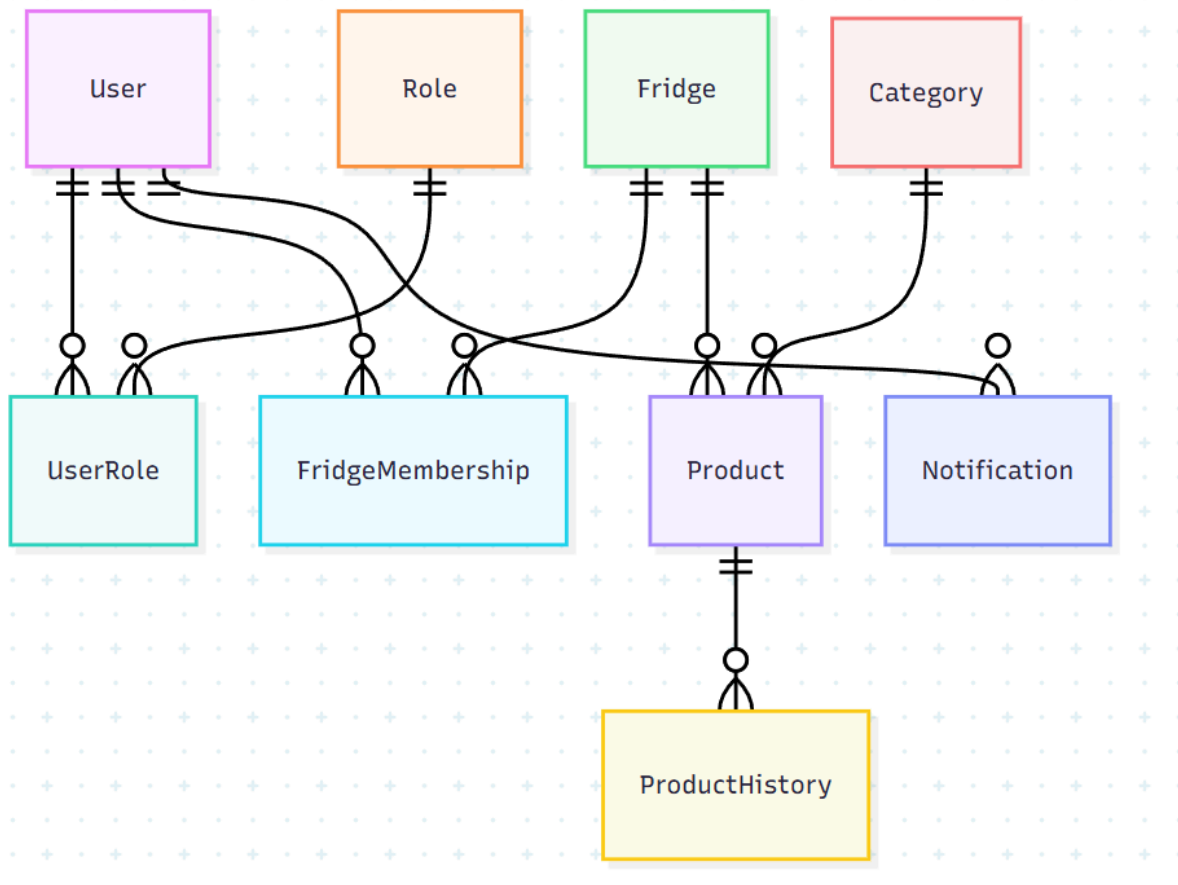 User
Role
Fridge
Category
UserRole
FridgeMembership
Product
Notification
ProductHistory